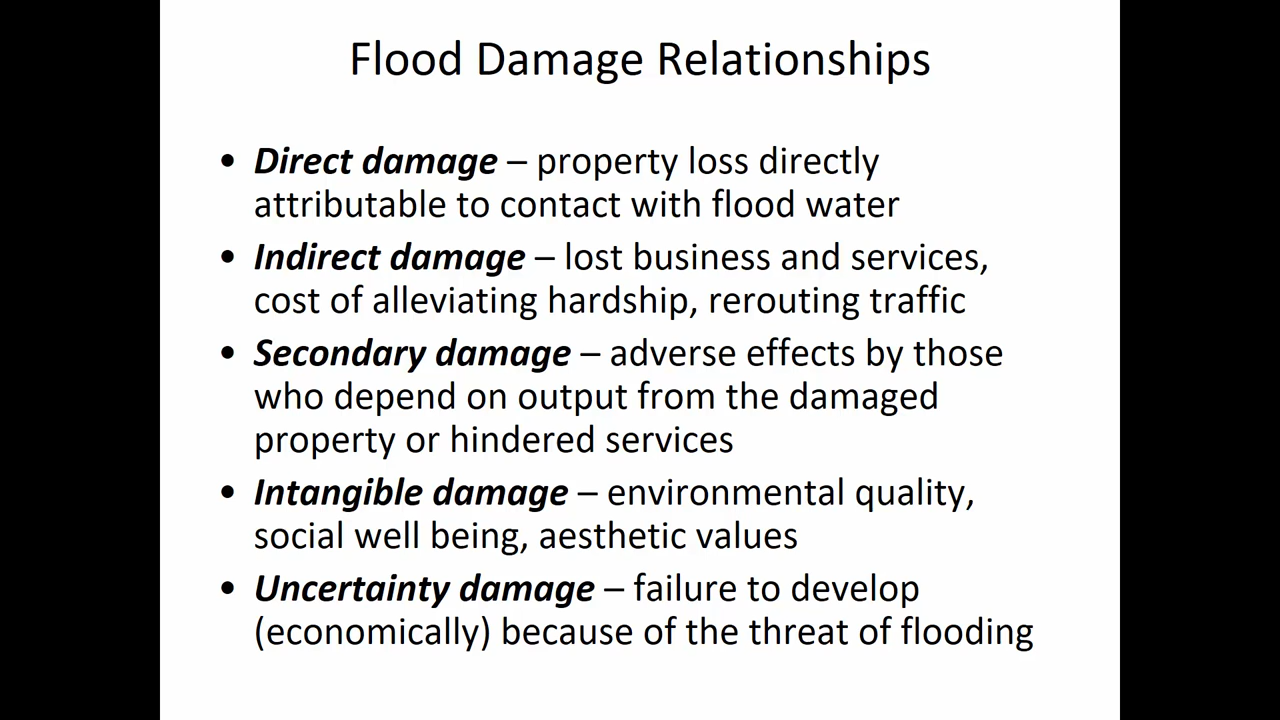 Flood Damage Relationships
• Direct damage – property loss directly
attributable to contact with flood water
• Indirect damage – lost business and services,
cost of alleviating hardship, rerouting traffic
• Secondary damage – adverse effects by those
who depend on output from the damaged
property or hindered services
• Intangible damage – environmental quality,
social well being, aesthetic values
• Uncertainty damage – failure to develop
(economically) because of the threat of flooding